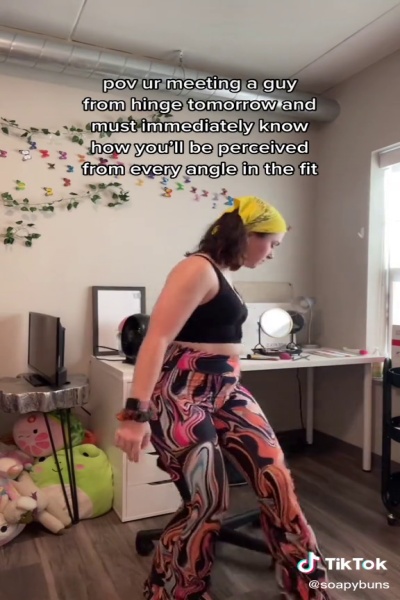 pov ur meeting a guy
from hinge tomorrow and
must immediately know
how you'll be perceived
from every angle in the fit
TikTok
@soapybuns